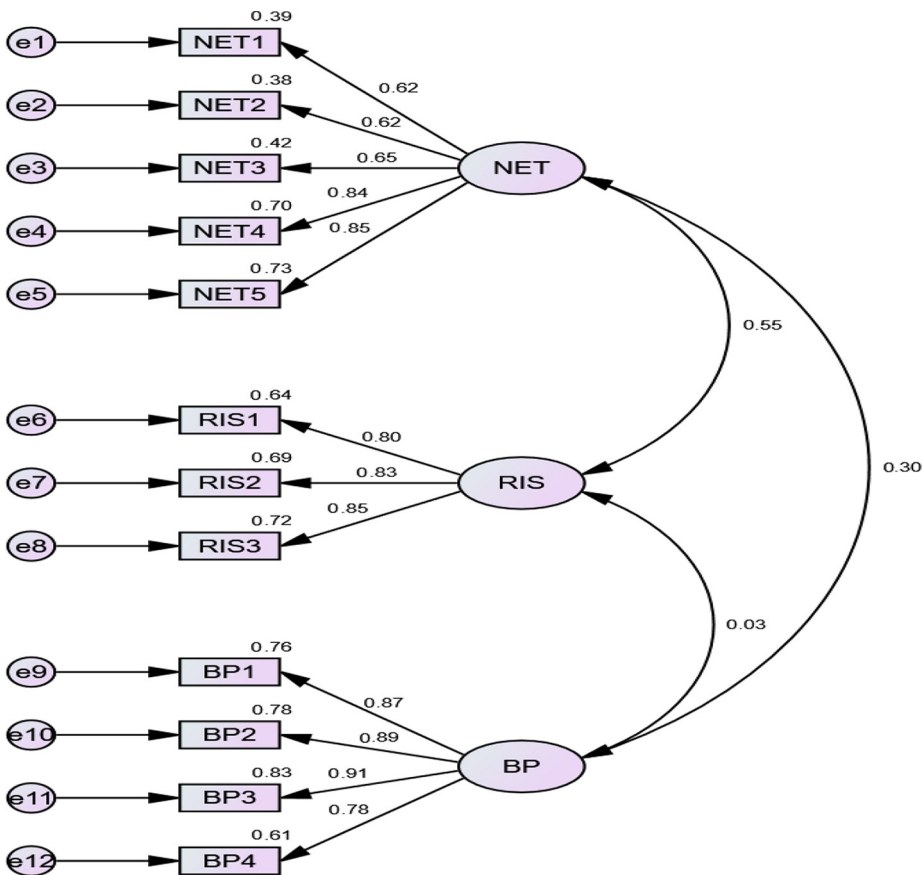 0.39
e1 NET1
0.62
0.38
e2 NET2
0.62
0.42
e3 NET3 0.65 NET
0.84
0.70
e4 NET4
0.85
0.73
e5 NET5
0.55
0.64
e6 RIS1
0.80
0.30
0.69
e7 RIS2 0.83 RIS
0.85
0.72
e8 RIS3
0.03
0.76
e9 BP1
0.87
0.78
e10 BP2
0.89
BP
0.83 0.91
e11 BP3
0.78
0.61
e12 BP4